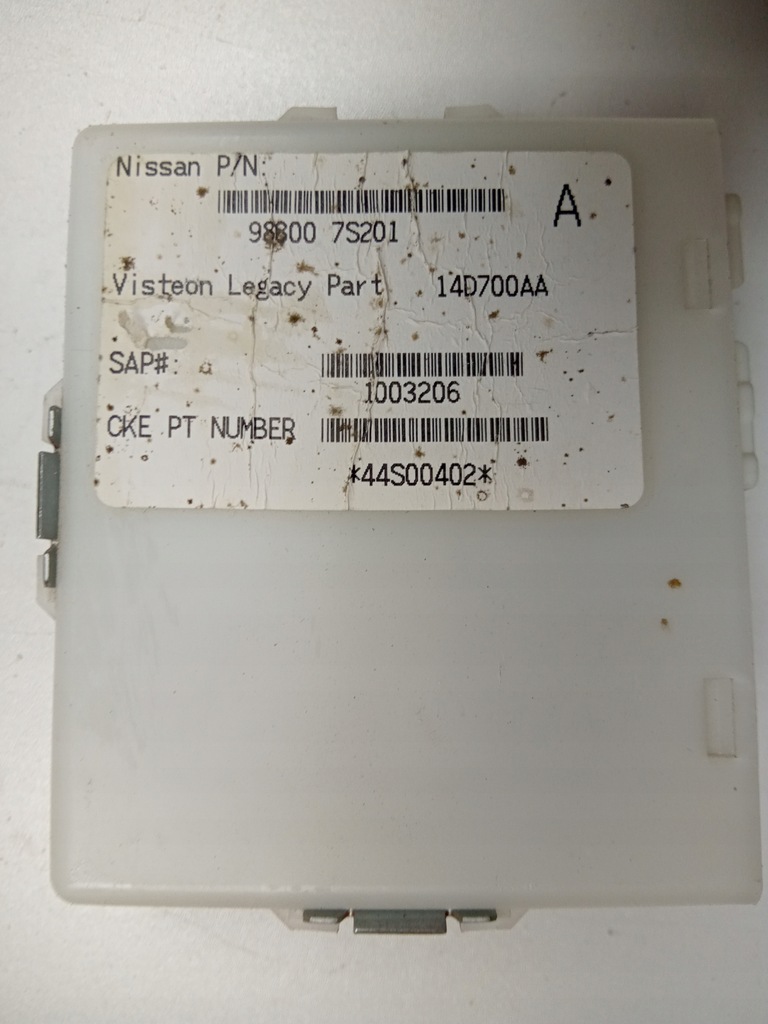 Nissan P/N:
A
98800 7S201
Visteon Legacy Part 14D700AA
SAP#:
1003206
CKE PT NUMBER
*44S00402*